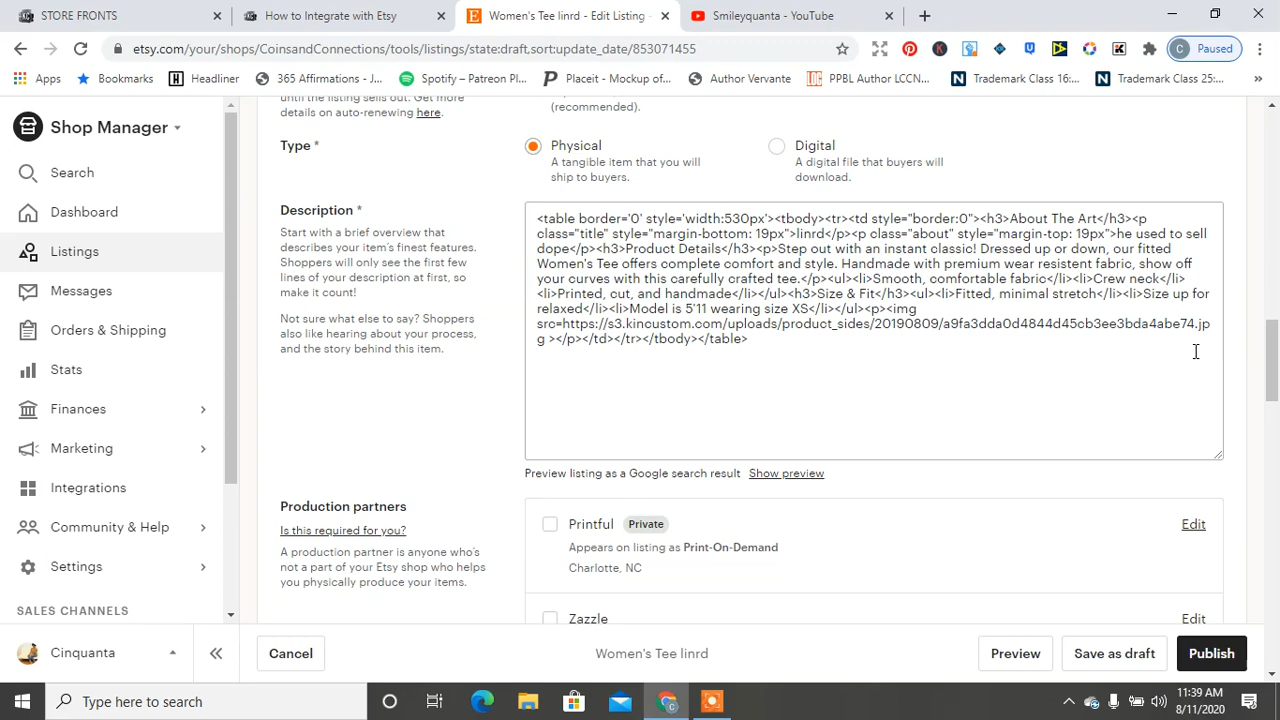 STORE FRONTS
How to Integrate with Etsy
Women's Tee linrd - Edit Listing -
Smileyquanta - YouTube
etsy.com/your/shops/CoinsandConnections/tools/listings/state:draft,sort:update_date/853071455
C Paused
Apps
Bookmarks
Headliner
365 Affirmations - J...
Spotify – Patreon Pl...
Placeit - Mockup of...
Author Vervante
PPBL Author LCCN...
Trademark Class 16:...
Trademark Class 25:...
Shop Manager
Search
Dashboard
Listings
Messages
Orders & Shipping
Stats
Finances
Marketing
Integrations
Community & Help
Settings
SALES CHANNELS
Cinquanta
until the listing sells out. Get more
details on auto-renewing here.
(recommended).
Type *
Physical
A tangible item that you will
ship to buyers.
Digital
A digital file that buyers will
download.
Description *
Start with a brief overview that
describes your item's finest features.
Shoppers will only see the first few
lines of your description at first, so
make it count!
Not sure what else to say? Shoppers
also like hearing about your process,
and the story behind this item.
<table border='0' style='width:530px'><tbody><tr><td style="border:0"><h3>About The Art</h3><p
class="title" style="margin-bottom: 19px">linrd</p><p class="about" style="margin-top: 19px">he used to sell
dope</p><h3>Product Details</h3><p>Step out with an instant classic! Dressed up or down, our fitted
Women's Tee offers complete comfort and style. Handmade with premium wear resistent fabric, show off
your curves with this carefully crafted tee.</p><ul><li>Smooth, comfortable fabric</li><li>Crew neck</li>
<li>Printed, cut, and handmade</li></ul><h3>Size & Fit</h3><ul><li>Fitted, minimal stretch</li><li>Size up for
relaxed</li><li>Model is 5'11 wearing size XS</li></ul><p><img
src=https://s3.kincustom.com/uploads/product_sides/20190809/a9fa3dda0d4844d45cb3ee3bda4abe74.jp
g ></p></td></tr></tbody></table>
Preview listing as a Google search result Show preview
Production partners
Is this required for you?
A production partner is anyone who's
not a part of your Etsy shop who helps
you physically produce your items.
Printful Private
Edit
Appears on listing as Print-On-Demand
Charlotte, NC
Zazzle
Edit
Cancel
Women's Tee linrd
Preview
Save as draft
Publish
Type here to search
11:39 AM
8/11/2020